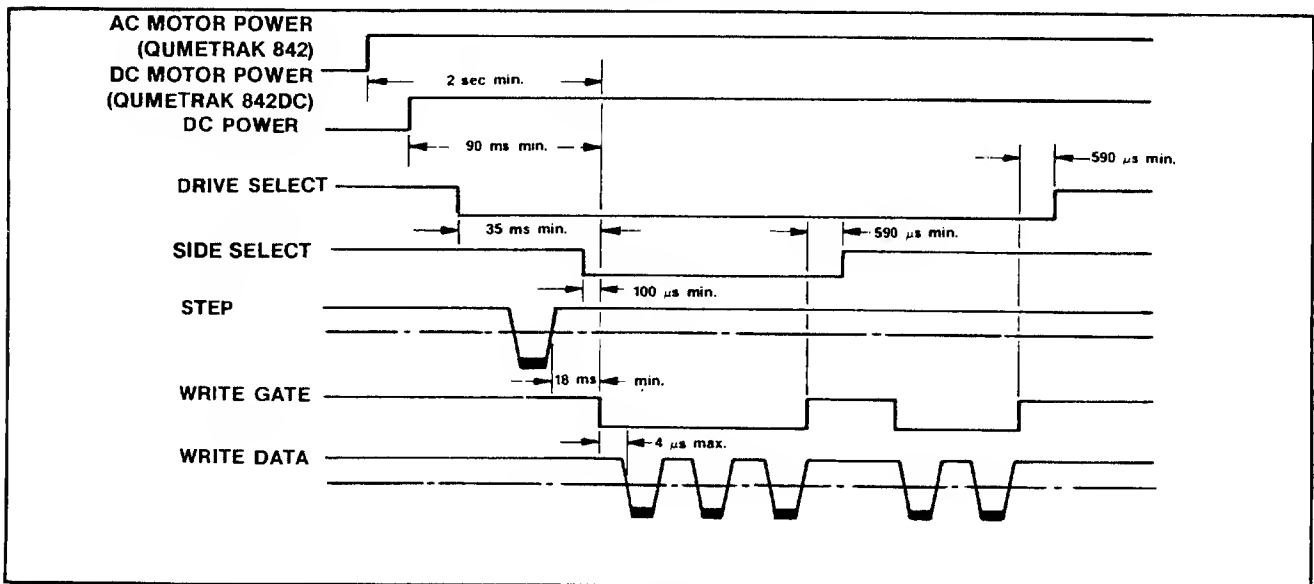 AC MOTOR POWER
(QUMETRAK 842)
DC MOTOR POWER
2 sec min.
(QUMETRAK 842DC)
DC POWER
90 ms min.
590 μs min.
DRIVE SELECT
35 ms min.
590 μs min.
SIDE SELECT
100 μs min.
STEP
18 ms min.
WRITE GATE
4 μs max.
WRITE DATA